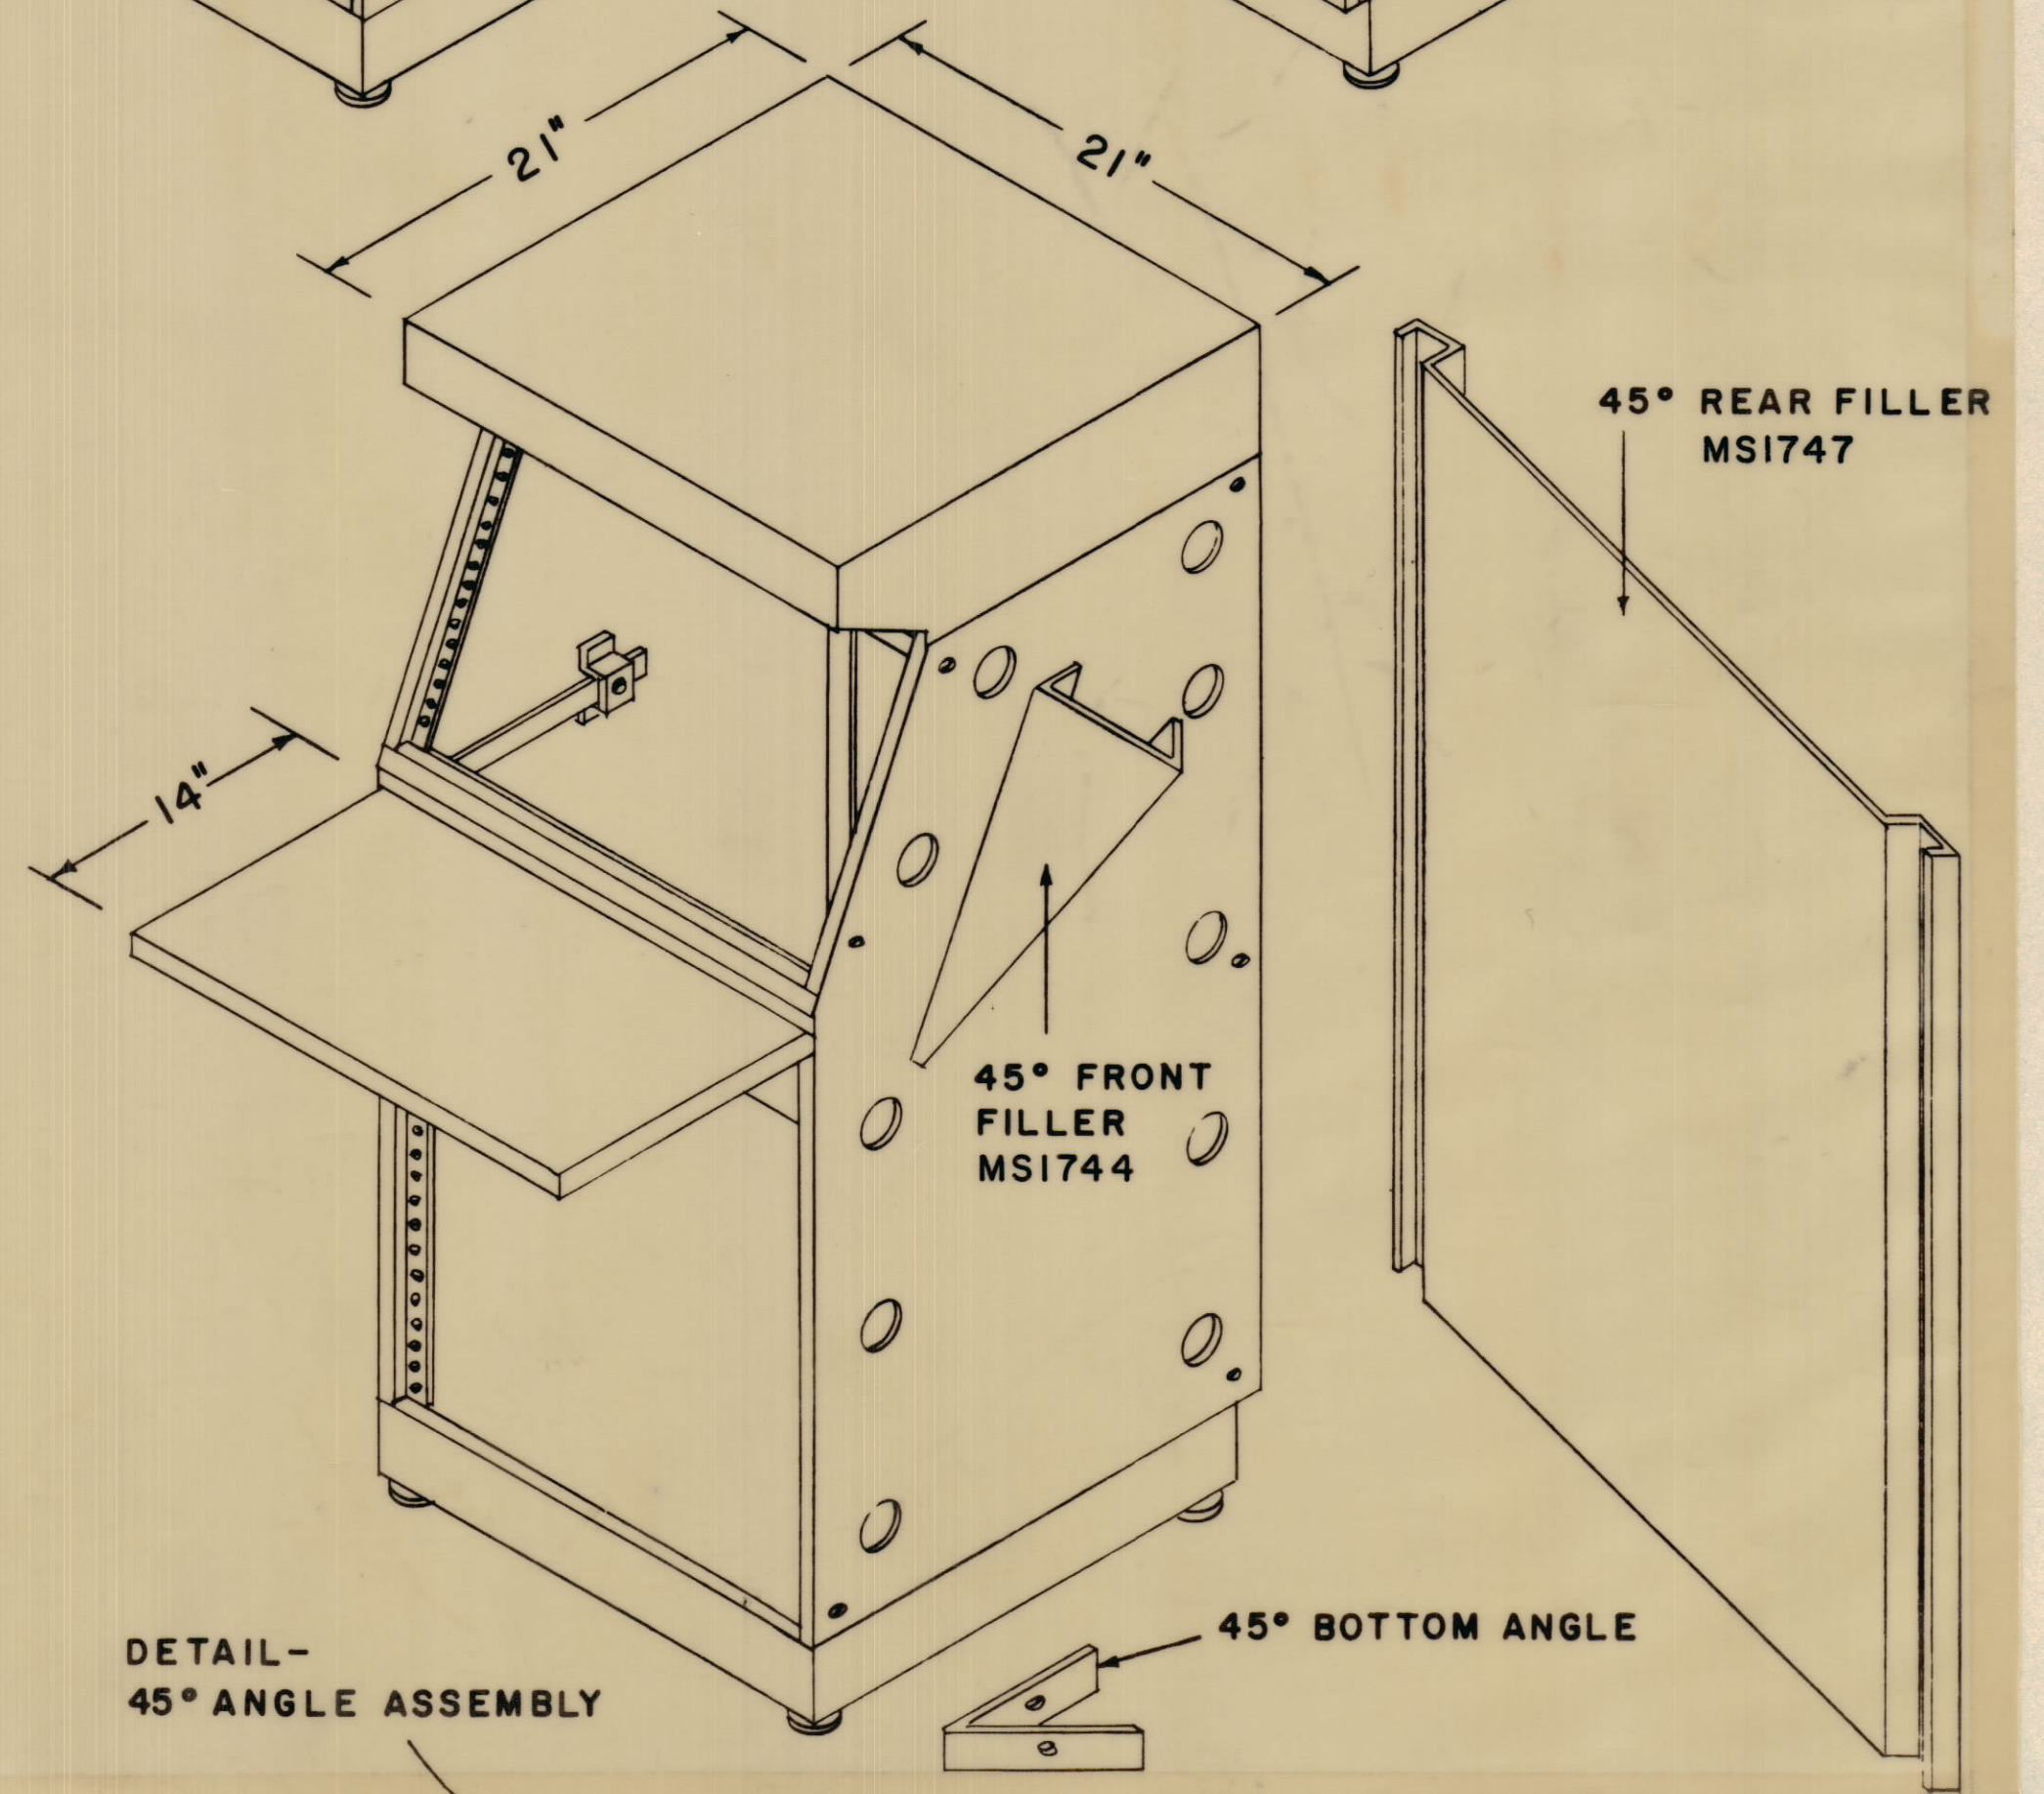 21"
21"
45° REAR FILLER
MS1747
14"
45° FRONT
FILLER
MS1744
45° BOTTOM ANGLE
DETAIL-
45° ANGLE ASSEMBLY